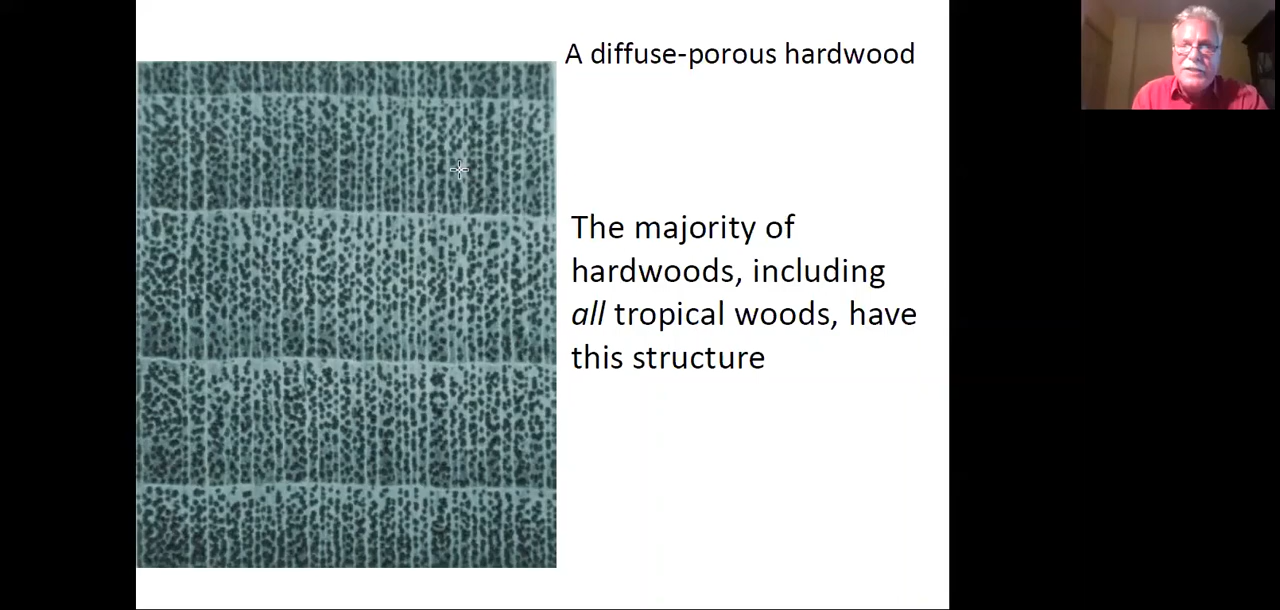 A diffuse-porous hardwood
The majority of
hardwoods, including
all tropical woods, have
this structure